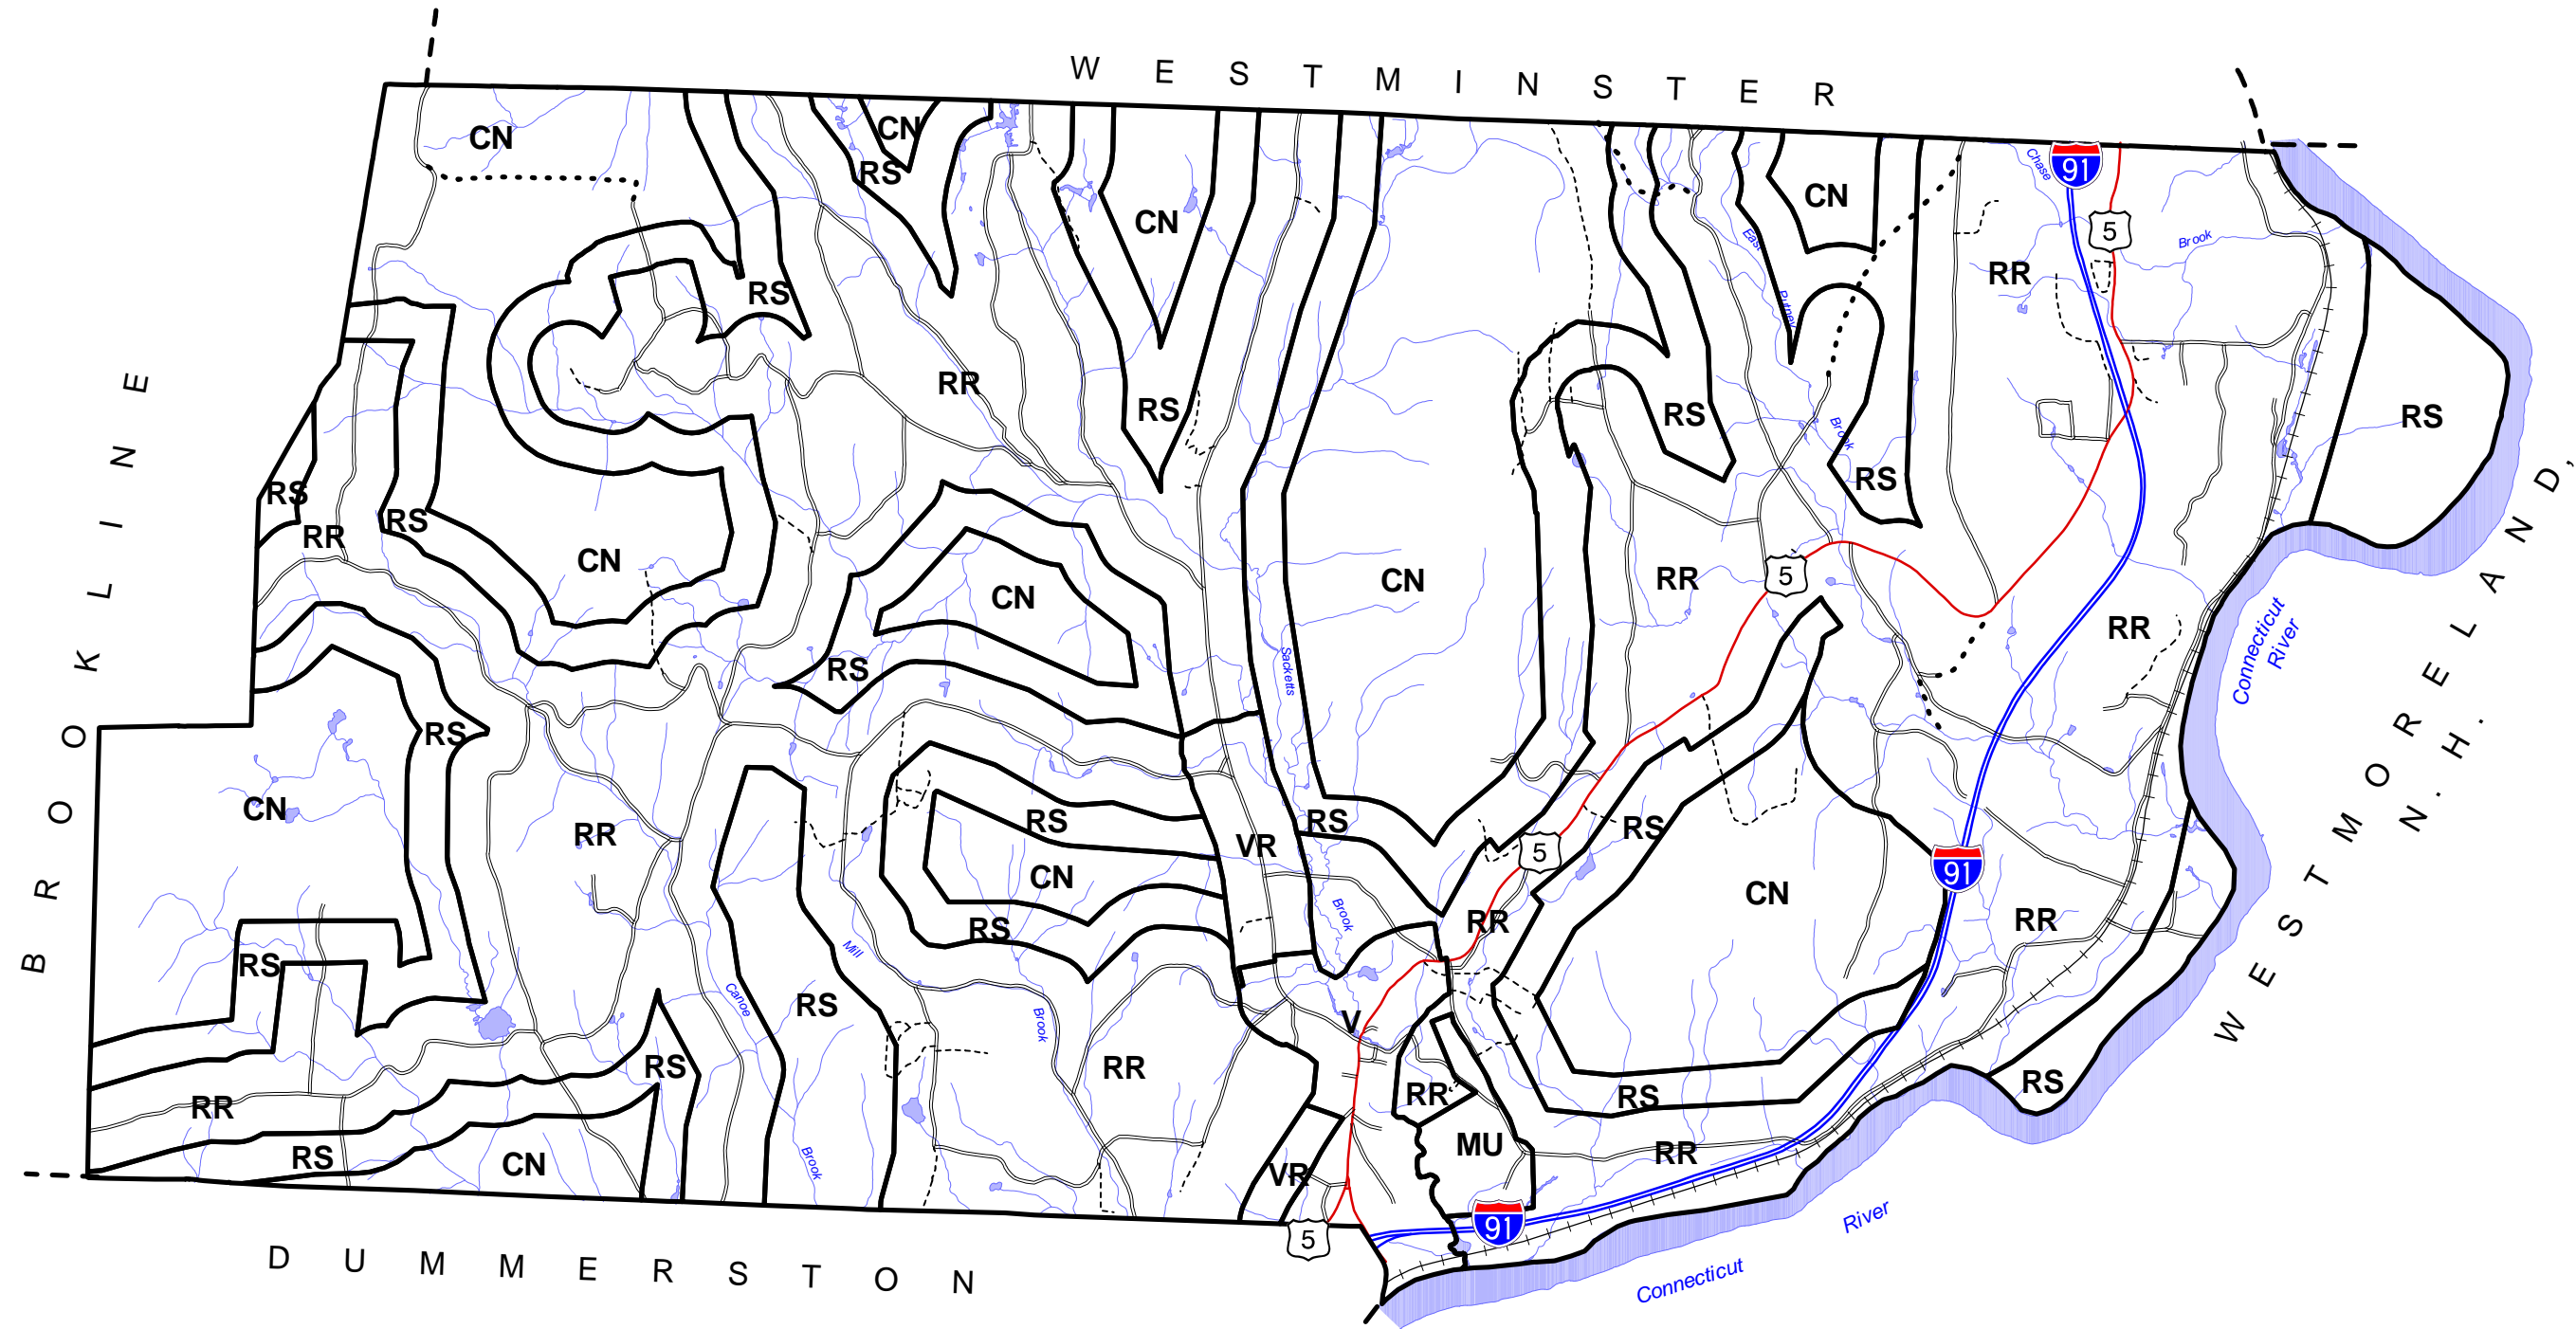 WESTMINSTER
CN
CN
RS
CN
CN
91
Chase
5
Brook
East
Putney
Brook
RS
RR
RR
RS
RS
RS
RS
RS
RS
RR
RS
CN
CN
CN
RR
5
RR
RS
Sacketts
Connecticut
River
RS
CN
RR
RS
CN
RS
VR
RS
Brook
RS
5
RR
CN
91
RR
RS
Mill
Canoe
RS
Brook
V
RR
RS
RR
RR
RS
RS
RS
CN
Brook
VR
MU
RR
91
5
River
Connecticut
BROOKLINE
DUMMERSTON
WESTMORELAND,
N.H.